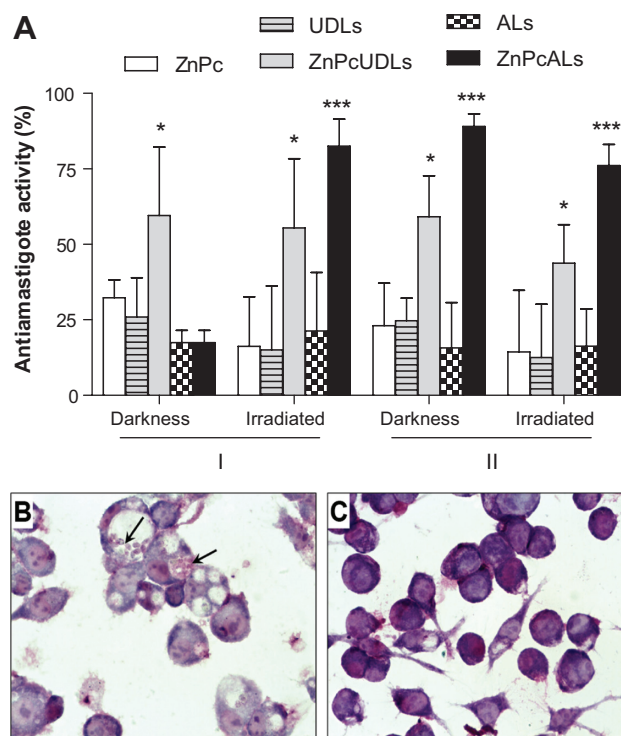 A
UDLs
ALs
ZnPc
ZnPcUDLs
ZnPcALs
Antiamastigote activity (%)
100
75
50
25
0
*
*
***
*
***
*
***
Darkness
Irradiated
Darkness
Irradiated
I
II
B
C